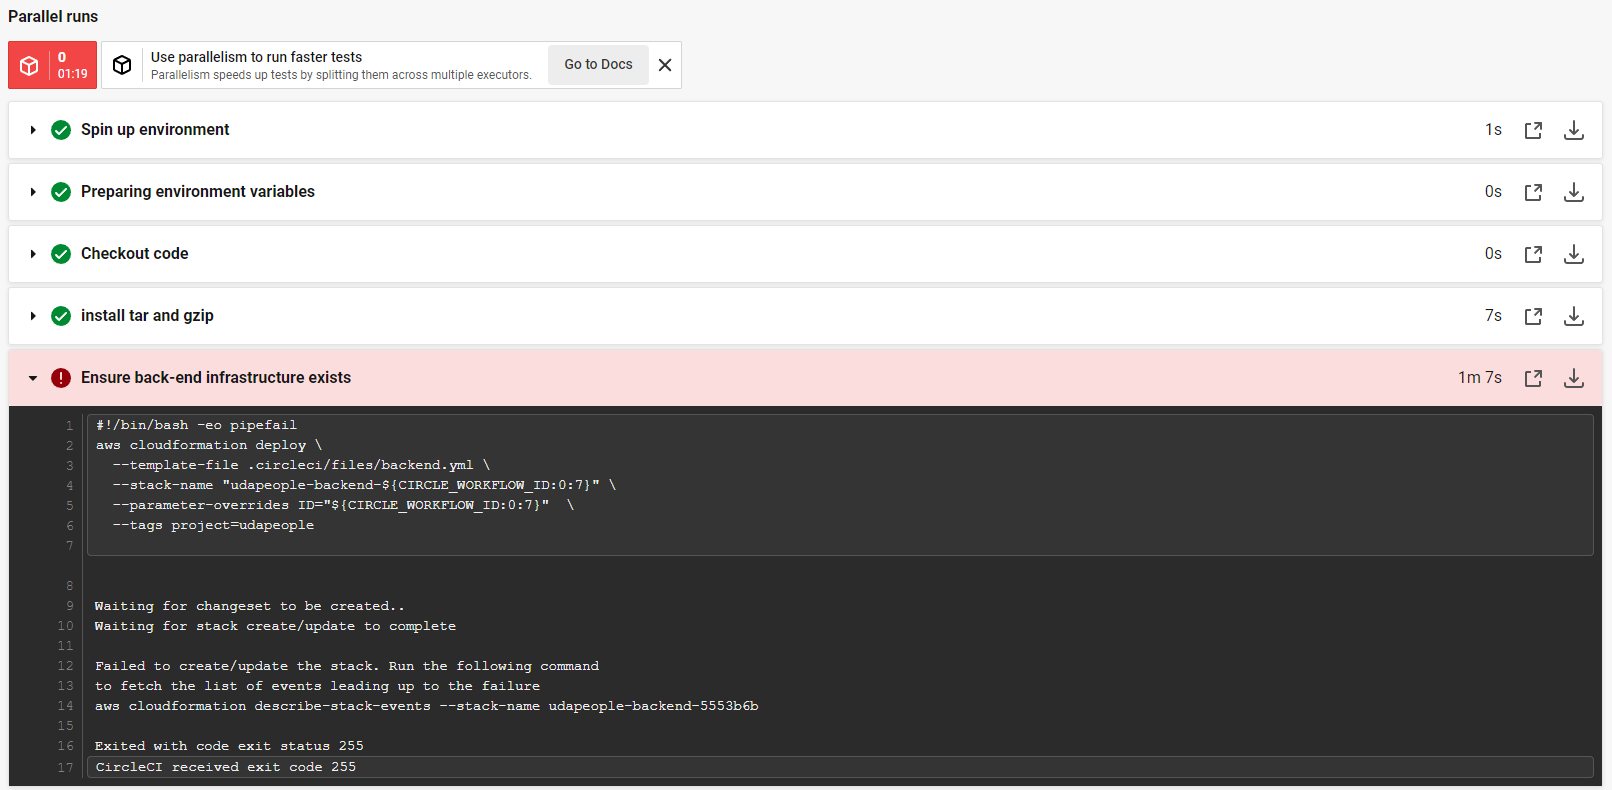 Parallel runs
0
01:19
Use parallelism to run faster tests
Parallelism speeds up tests by splitting them across multiple executors.
Go to Docs
Spin up environment
1s
Preparing environment variables
0s
Checkout code
0s
install tar and gzip
7s
Ensure back-end infrastructure exists
1m 7s
1 #!/bin/bash -eo pipefail
2 aws cloudformation deploy \
3   --template-file .circleci/files/backend.yml \
4   --stack-name "udapeople-backend-${CIRCLE_WORKFLOW_ID:0:7}" \
5   --parameter-overrides ID="${CIRCLE_WORKFLOW_ID:0:7}"  \
6   --tags project=udapeople
7
8
9 Waiting for changeset to be created..
10 Waiting for stack create/update to complete
11
12 Failed to create/update the stack. Run the following command
13 to fetch the list of events leading up to the failure
14 aws cloudformation describe-stack-events --stack-name udapeople-backend-5553b6b
15
16 Exited with code exit status 255
17 CircleCI received exit code 255